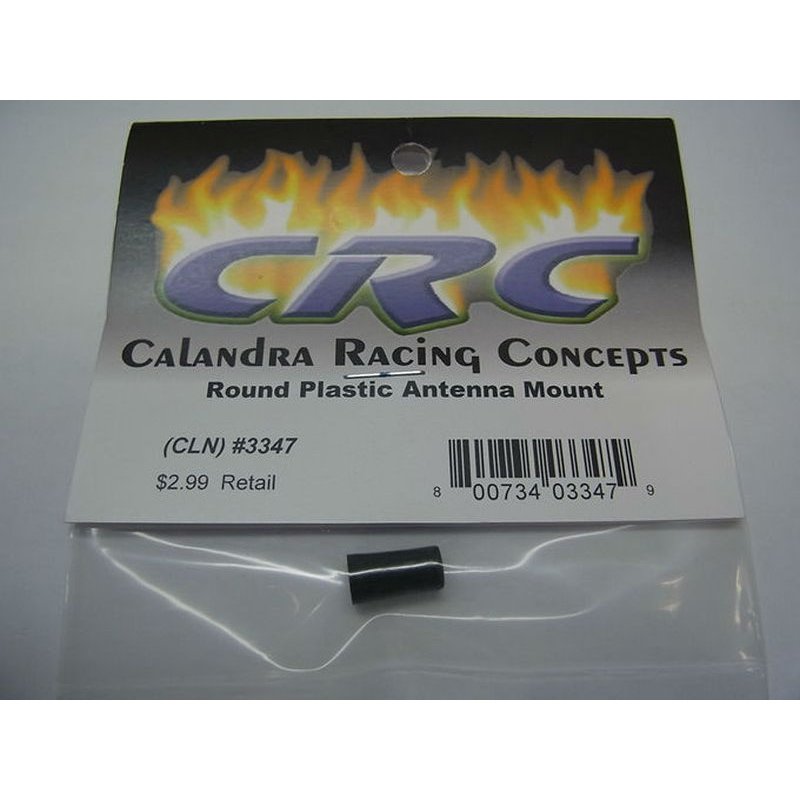 CRC
Calandra Racing Concepts
Round Plastic Antenna Mount
(CLN) #3347
$2.99 Retail
8 00734 03347 9